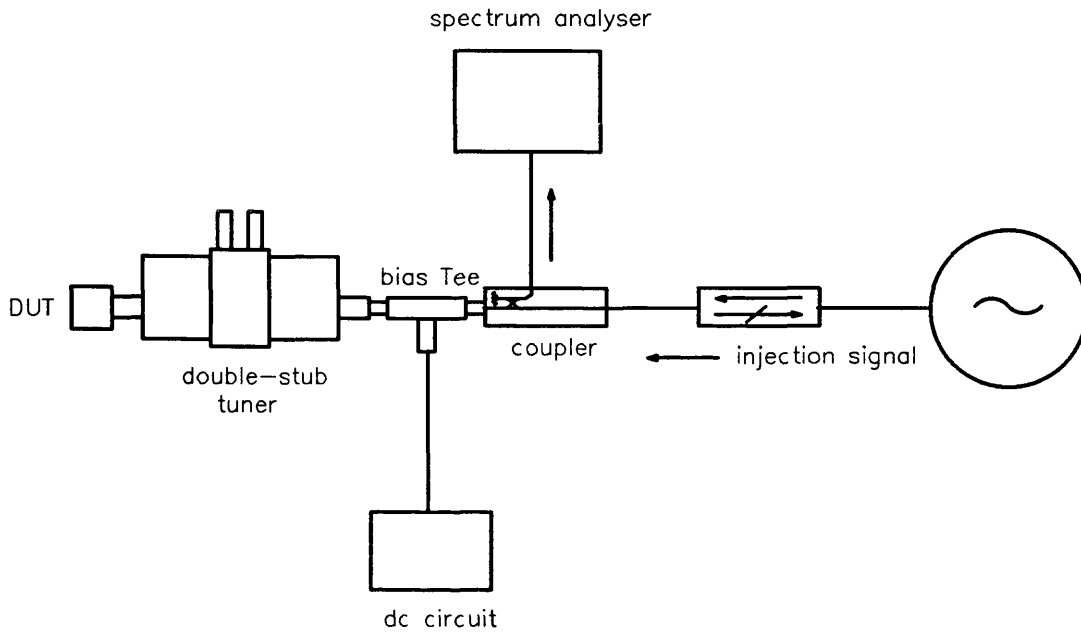 spectrum analyser
bias Tee
DUT
coupler
injection signal
double-stub
tuner
dc circuit